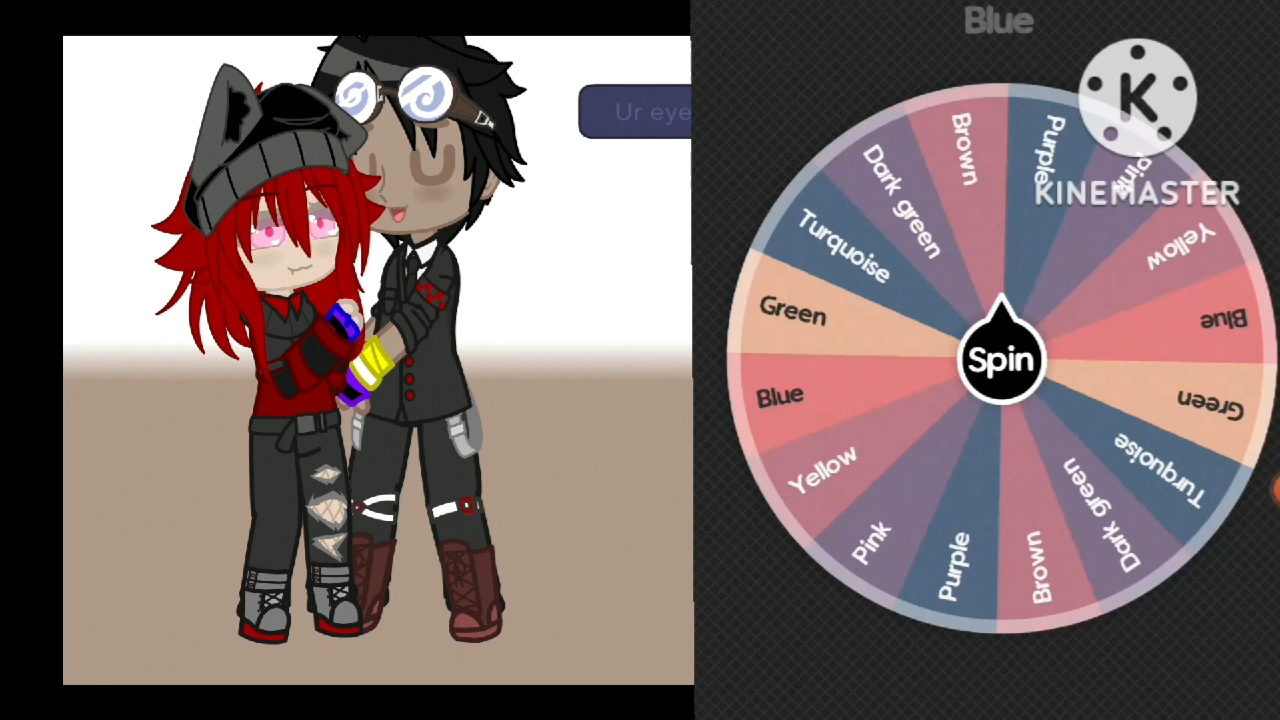 Blue
Ur eye
K
KINEMASTER
Purple
Pink
Yellow
Blue
Green
Turquoise
Dark green
Brown
Purple
Pink
Yellow
Blue
Green
Turquoise
Dark green
Brown
Spin